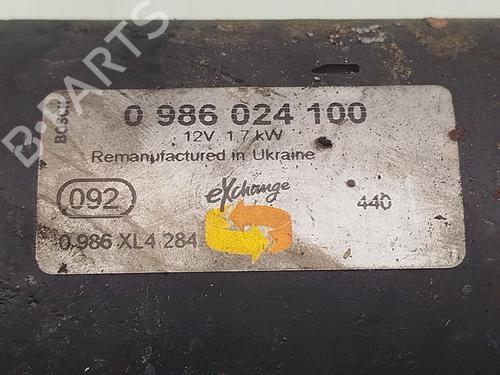 B-PARTS
BOSCH
0 986 024 100
12V 1,7 kW
Remanufactured in Ukraine
092
eXchange
440
0.986 XL4 284